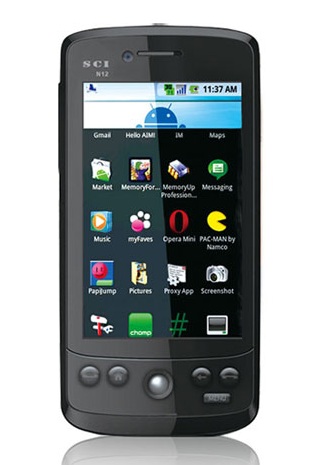 SCI
N12
11:37 AM
Gmail Hello AIM! IM Maps
Market MemoryFor... MemoryUp Messaging
Profession...
Music myFaves Opera Mini PAC-MAN by
Namco
PapiJump Pictures Proxy App Screenshot
chomp #
MENU